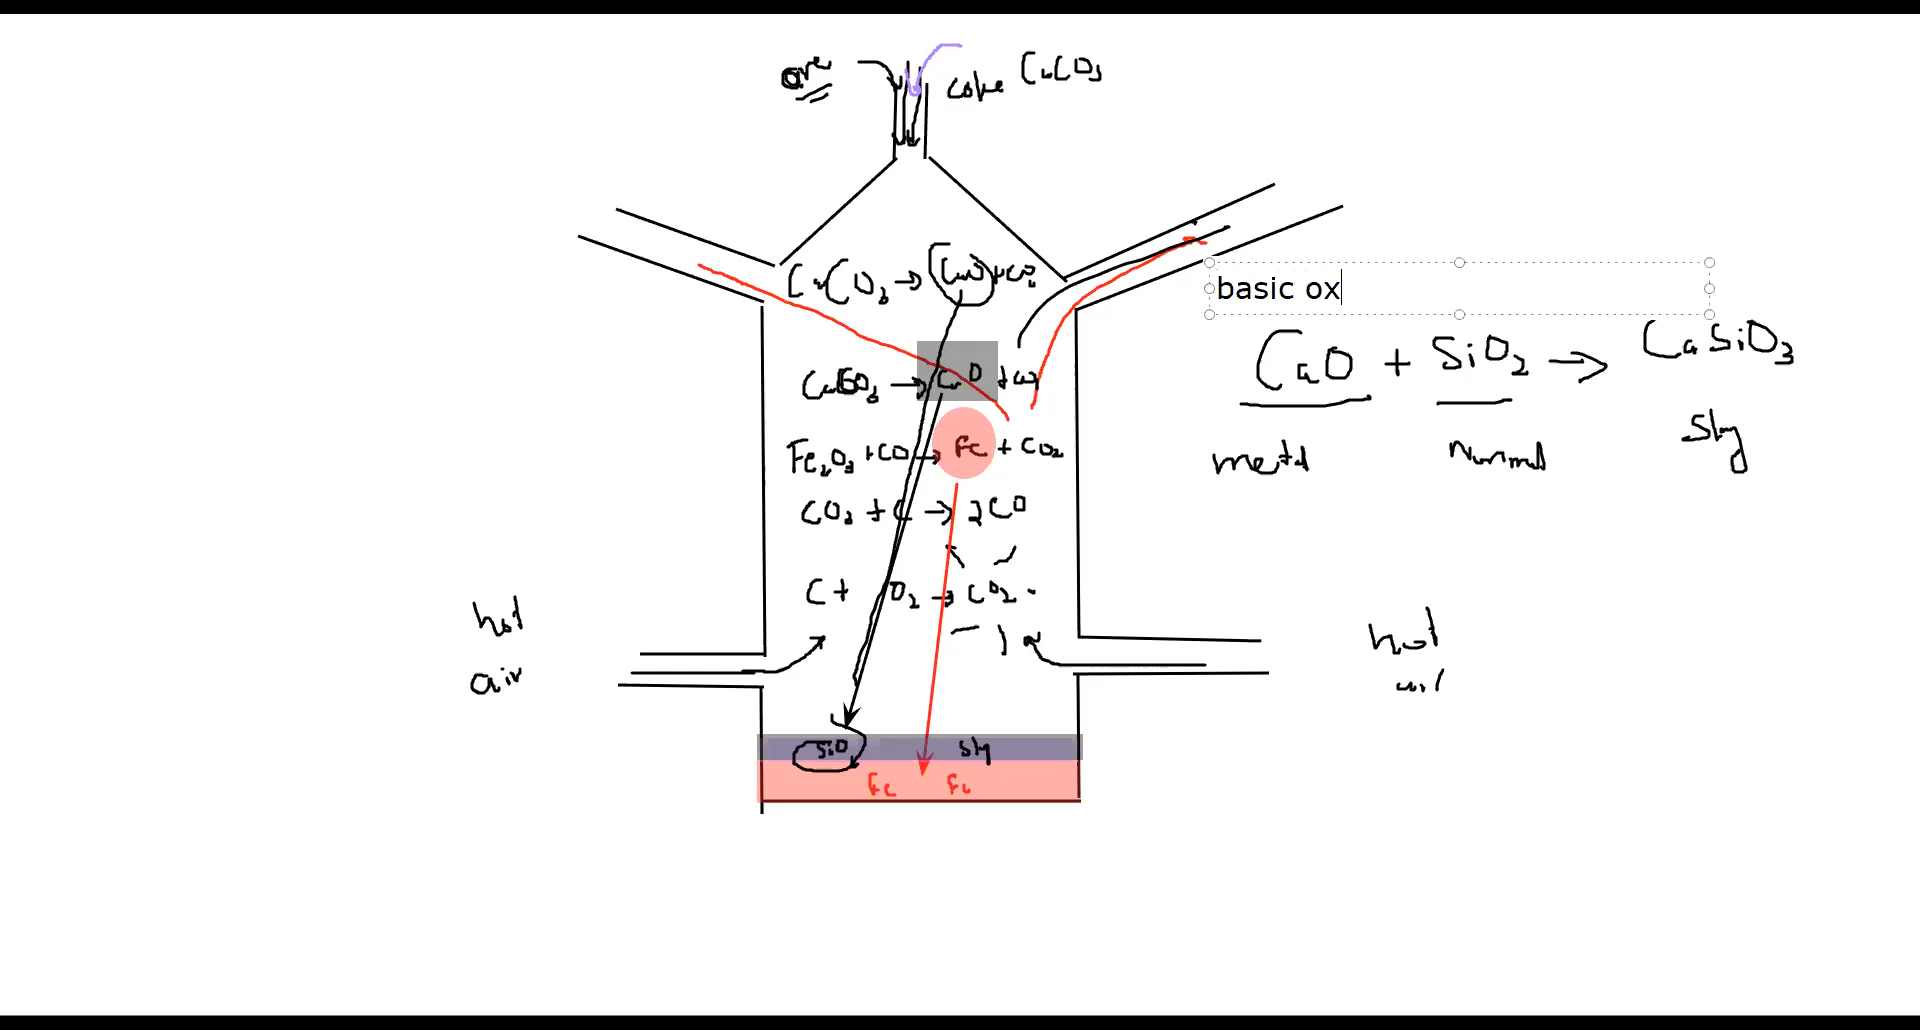 ore
coke CaCO3
CaCO3 → CaO + CO2
basic ox
CaO + SiO2 → CaSiO3
metal
slag
CaCO3 → CaO +
Fe2O3 + CO → Fe + CO2
CO2 + C → 2CO
C + O2 → CO2
hot
air
hot
SiO
slag
Fe Fe